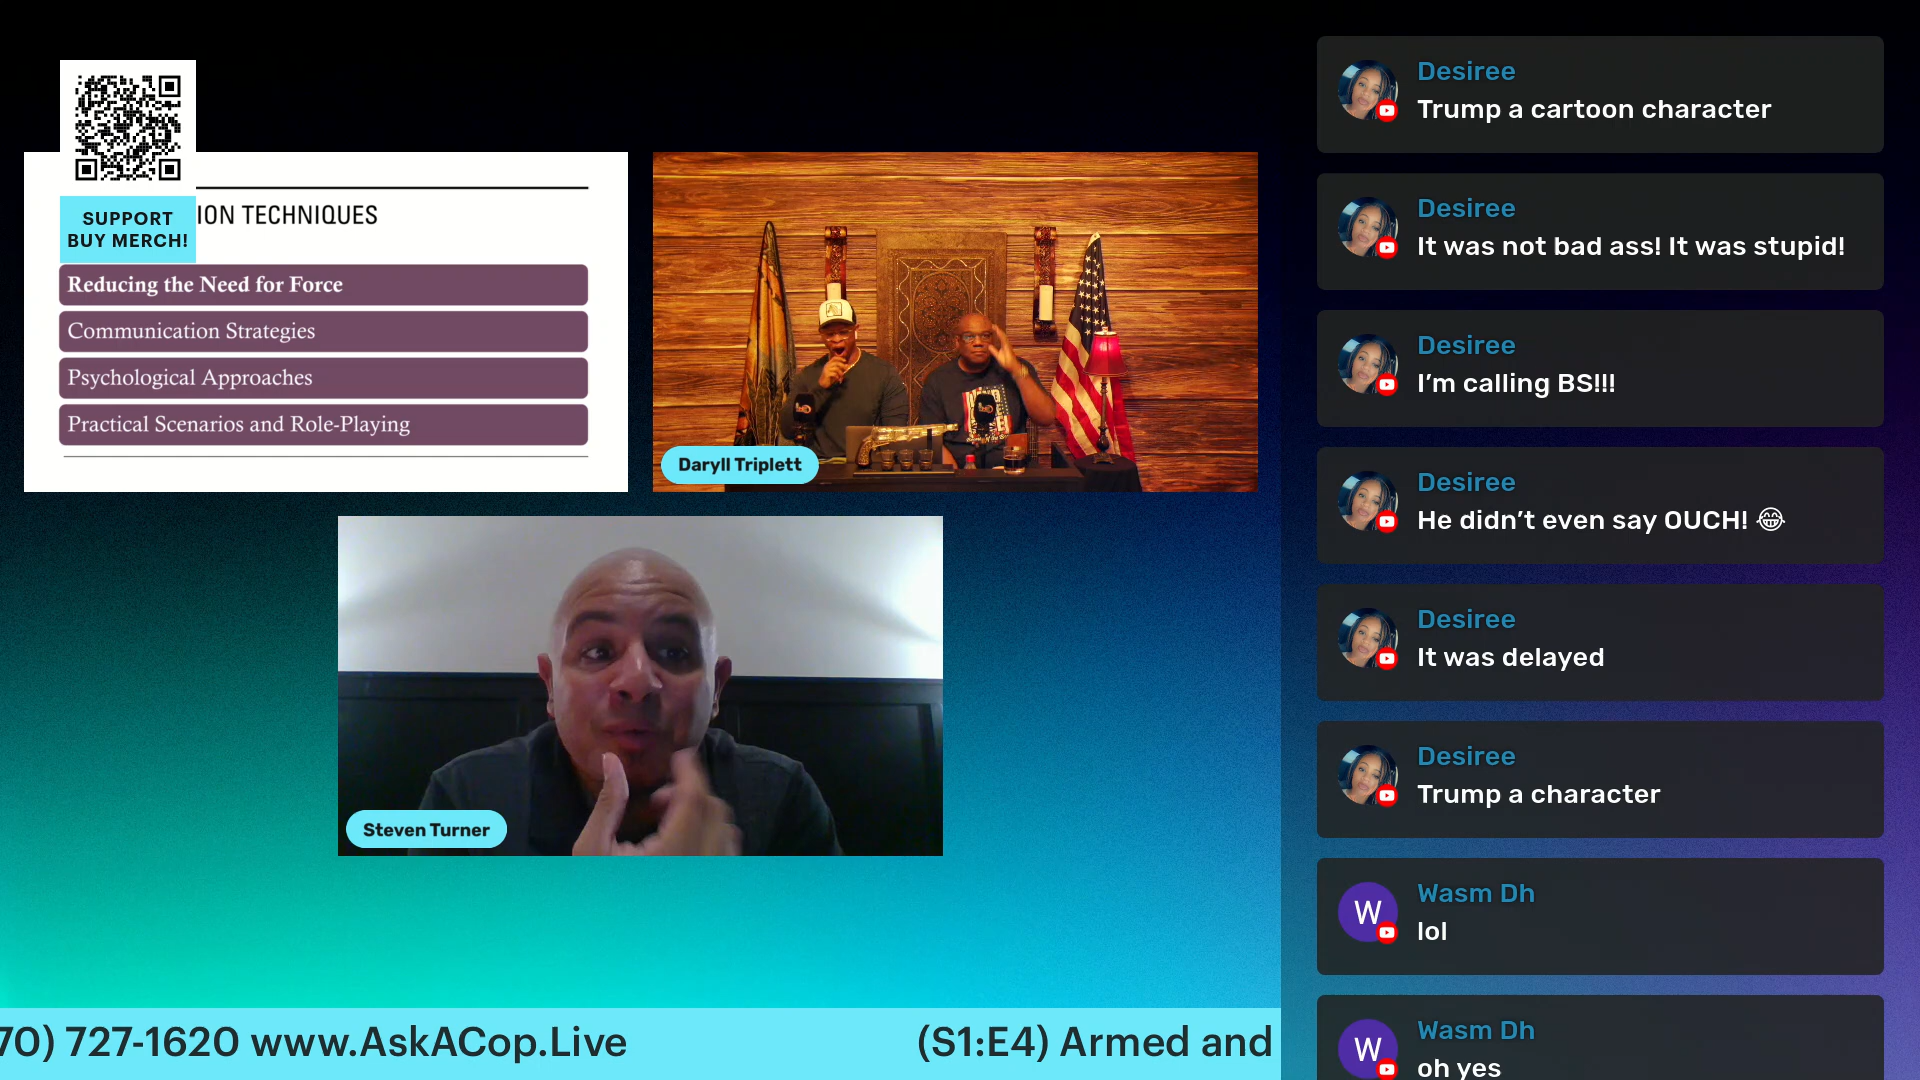 SUPPORT
BUY MERCH!
ION TECHNIQUES
Reducing the Need for Force
Communication Strategies
Psychological Approaches
Practical Scenarios and Role-Playing
Daryll Triplett
Steven Turner
70) 727-1620 www.AskACop.Live
(S1:E4) Armed and
Desiree
Trump a cartoon character
Desiree
It was not bad ass! It was stupid!
Desiree
I’m calling BS!!!
Desiree
He didn’t even say OUCH! 😂
Desiree
It was delayed
Desiree
Trump a character
W
Wasm Dh
lol
W
Wasm Dh
oh yes